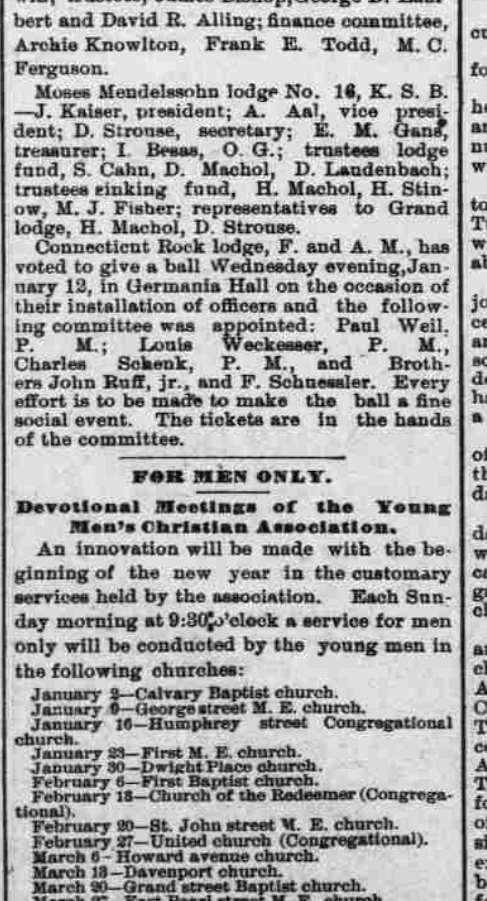 bert and David R. Alling; finance committee,
Archie Knowlton, Frank E. Todd, M. C.
Ferguson.
Moses Mendelssohn lodge No. 16, K. S. B.
—J. Kaiser, president; A. Aal, vice presi-
dent; D. Strouse, secretary; E. M. Gans,
treasurer; I. Besas, O. G.; trustees lodge
fund, S. Cahn, D. Machol, D. Laudenbach;
trustees sinking fund, H. Machol, H. Stin-
ow, M. J. Fisher; representatives to Grand
lodge, H. Machol, D. Strouse.
Connecticut Rock lodge, F. and A. M., has
voted to give a ball Wednesday evening,Jan-
uary 12, in Germania Hall on the occasion of
their installation of officers and the follow-
ing committee was appointed: Paul Weil,
P. M.; Louis Weckesser, P. M.,
Charles Schenk, P. M., and Broth-
ers John Ruff, jr., and F. Schuessler. Every
effort is to be made to make the ball a fine
social event. The tickets are in the hands
of the committee.
FOR MEN ONLY.
Devotional Meetings of the Young
Men's Christian Association.
An innovation will be made with the be-
ginning of the new year in the customary
services held by the association. Each Sun-
day morning at 9:30 o'clock a service for men
only will be conducted by the young men in
the following churches:
January 2—Calvary Baptist church.
January 9—George street M. E. church.
January 16—Humphrey street Congregational
church.
January 23—First M. E. church.
January 30—Dwight Place church.
February 6—First Baptist church.
February 13—Church of the Redeemer (Congrega-
tional).
February 20—St. John street M. E. church.
February 27—United church (Congregational).
March 6—Howard avenue church.
March 13—Davenport church.
March 20—Grand street Baptist church.